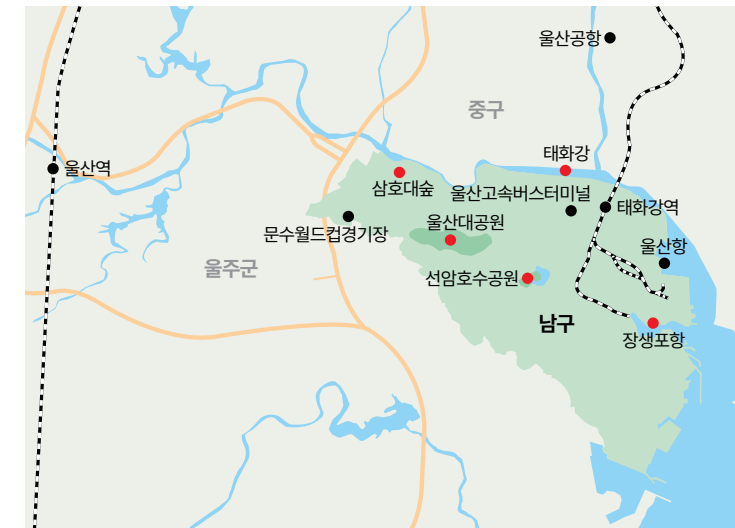 울산공항
중구
태화강
울산역
삼호대숲
울산고속버스터미널
태화강역
울산대공원
문수월드컵경기장
울산항
울주군
선암호수공원
남구
장생포항